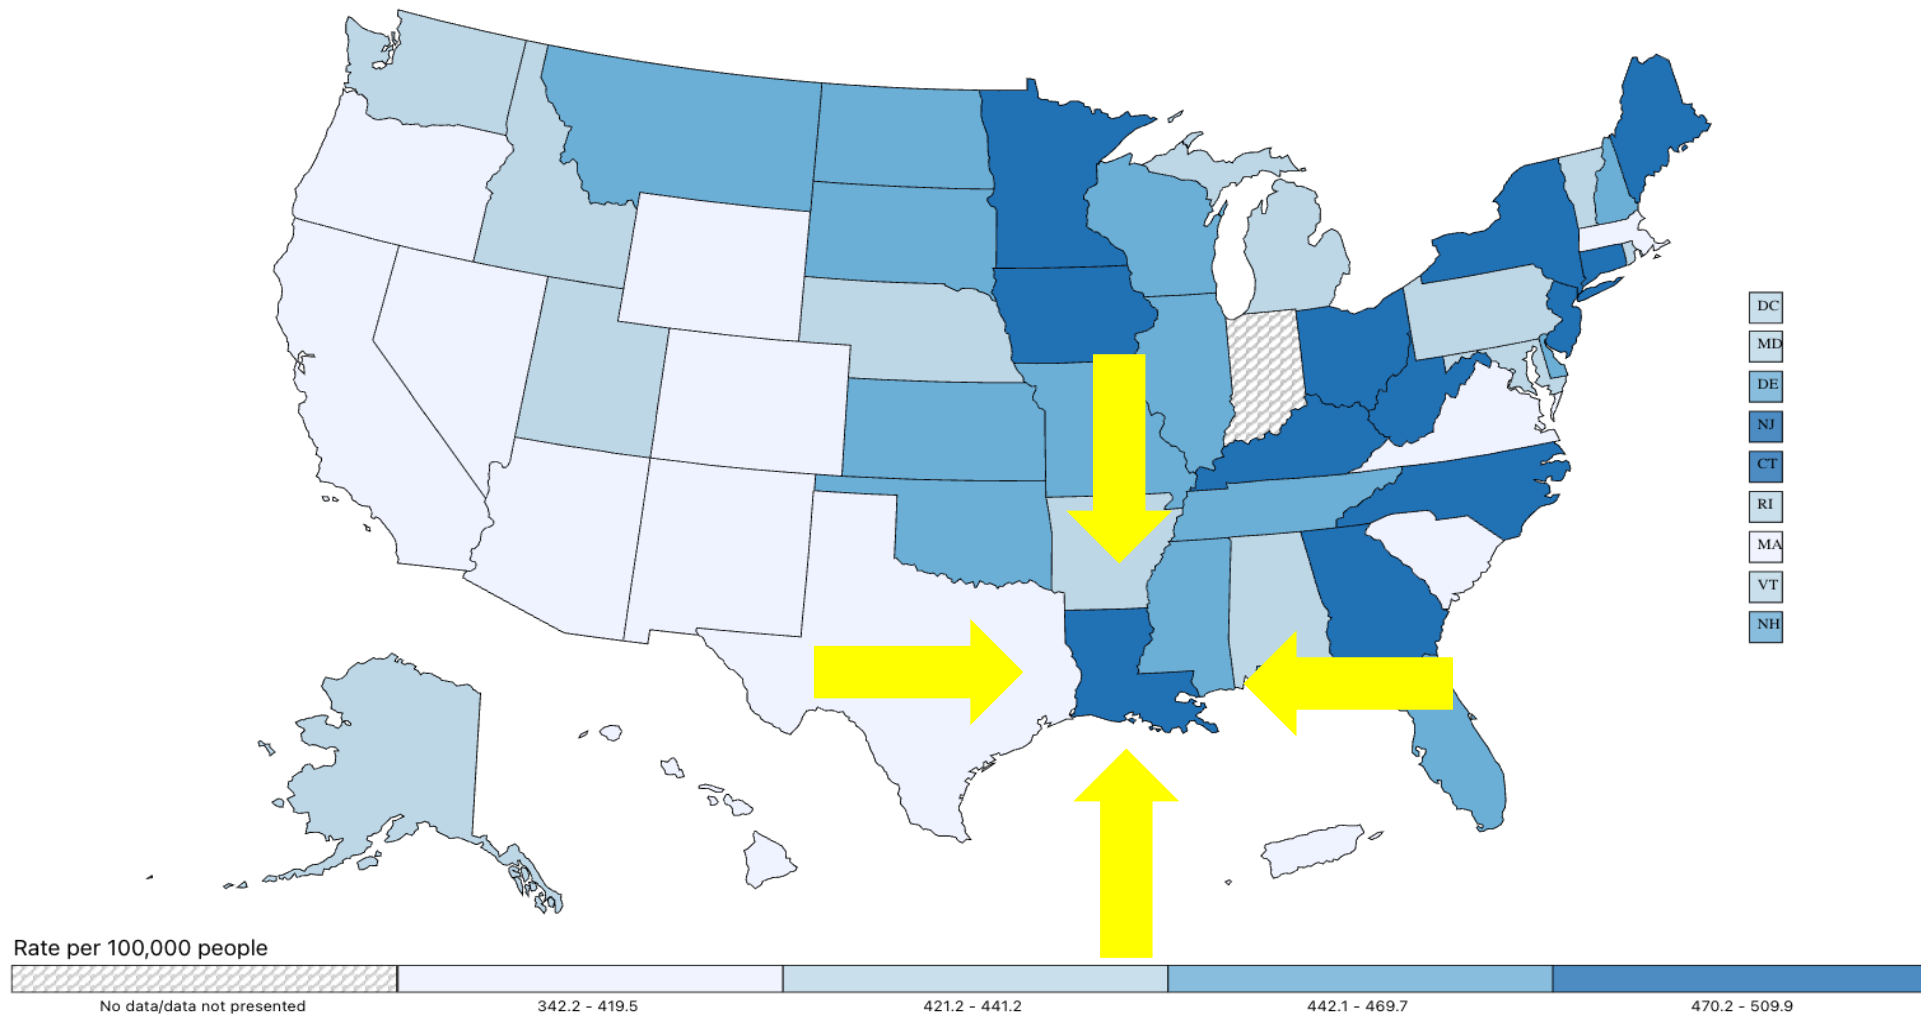 DC
MD
DE
NJ
CT
RI
MA
VT
NH
Rate per 100,000 people
No data/data not presented
342.2 - 419.5
421.2 - 441.2
442.1 - 469.7
470.2 - 509.9